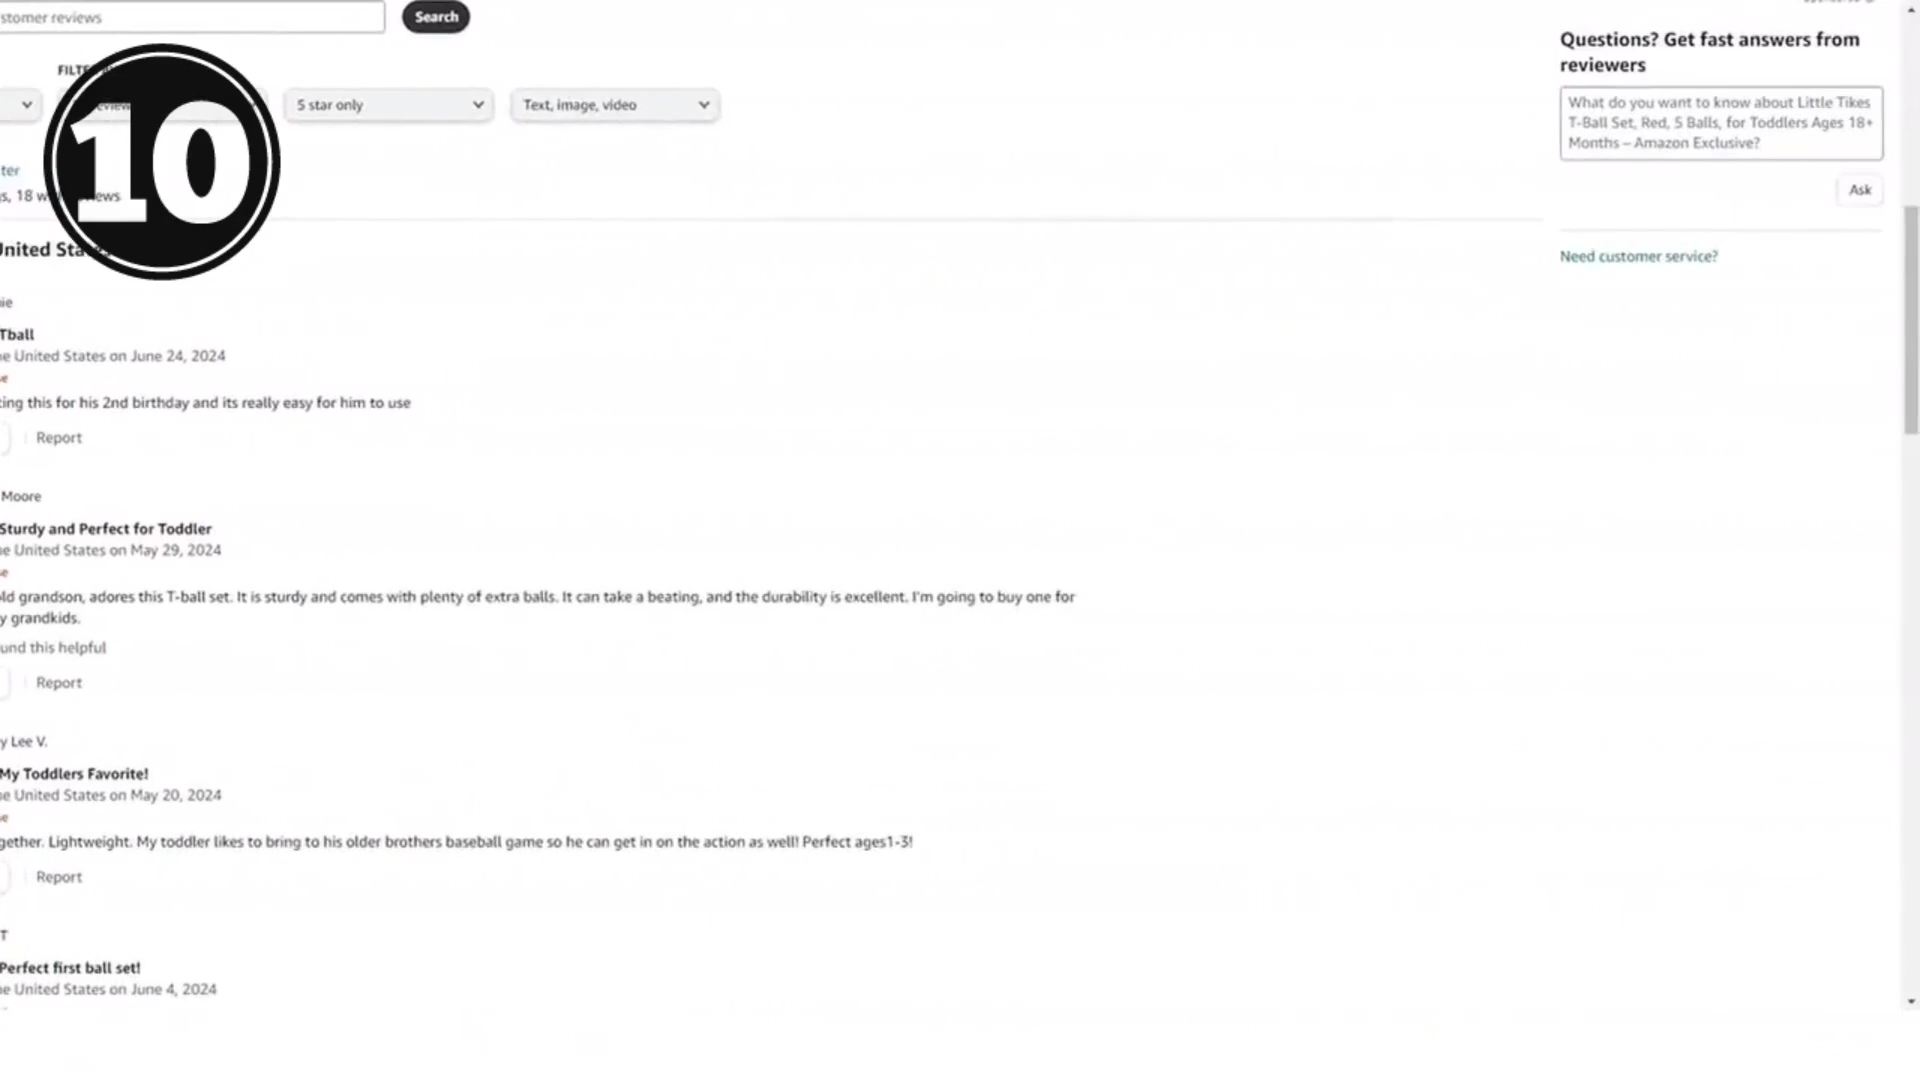 stomer reviews
Search
10
5 star only
Text, image, video
ter
s, 18 w
ews
United Sta
ie
Tball
e United States on June 24, 2024
ing this for his 2nd birthday and its really easy for him to use
Report
Moore
Sturdy and Perfect for Toddler
e United States on May 29, 2024
ld grandson, adores this T-ball set. It is sturdy and comes with plenty of extra balls. It can take a beating, and the durability is excellent. I'm going to buy one for
y grandkids.
und this helpful
Report
y Lee V.
My Toddlers Favorite!
e United States on May 20, 2024
gether. Lightweight. My toddler likes to bring to his older brothers baseball game so he can get in on the action as well! Perfect ages1-3!
Report
T
Perfect first ball set!
e United States on June 4, 2024
Questions? Get fast answers from
reviewers
What do you want to know about Little Tikes
T-Ball Set, Red, 5 Balls, for Toddlers Ages 18+
Months – Amazon Exclusive?
Ask
Need customer service?